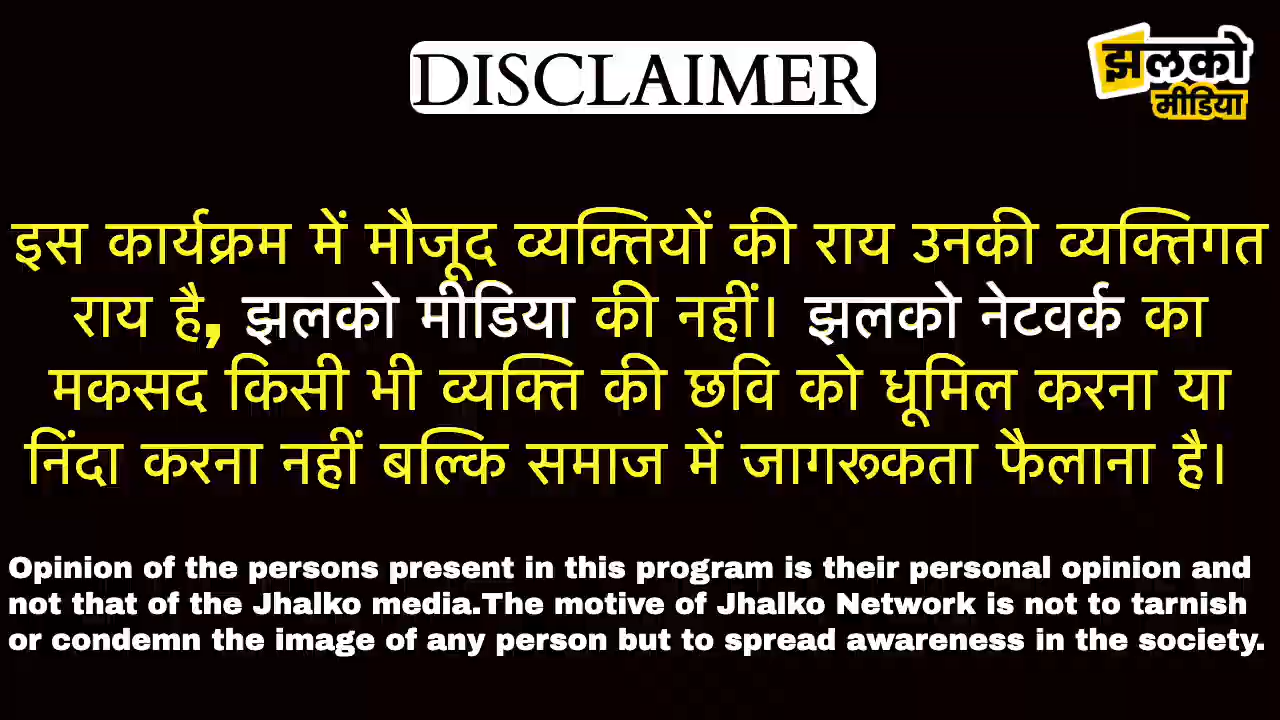 DISCLAIMER
झलको
मीडिया
इस कार्यक्रम में मौजूद व्यक्तियों की राय उनकी व्यक्तिगत
राय है, झलको मीडिया की नहीं। झलको नेटवर्क का
मकसद किसी भी व्यक्ति की छवि को धूमिल करना या
निंदा करना नहीं बल्कि समाज में जागरूकता फैलाना है।
Opinion of the persons present in this program is their personal opinion and
not that of the Jhalko media.The motive of Jhalko Network is not to tarnish
or condemn the image of any person but to spread awareness in the society.